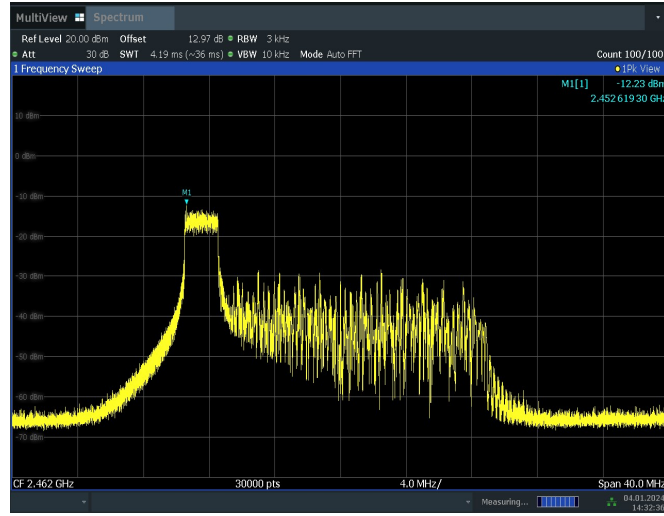 MultiView Spectrum
Ref Level 20.00 dBm Offset 12.97 dB RBW 3 kHz
Att 30 dB SWT 4.19 ms (~36 ms) VBW 10 kHz Mode Auto FFT Count 100/100
1 Frequency Sweep 1Pk View
M1[1] -12.23 dBm
2.452 619 30 GHz
10 dBm
0 dBm
-10 dBm
M1
-20 dBm
-30 dBm
-40 dBm
-50 dBm
-60 dBm
-70 dBm
CF 2.462 GHz 30000 pts 4.0 MHz/ Span 40.0 MHz
Measuring... 04.01.2024
14:32:36